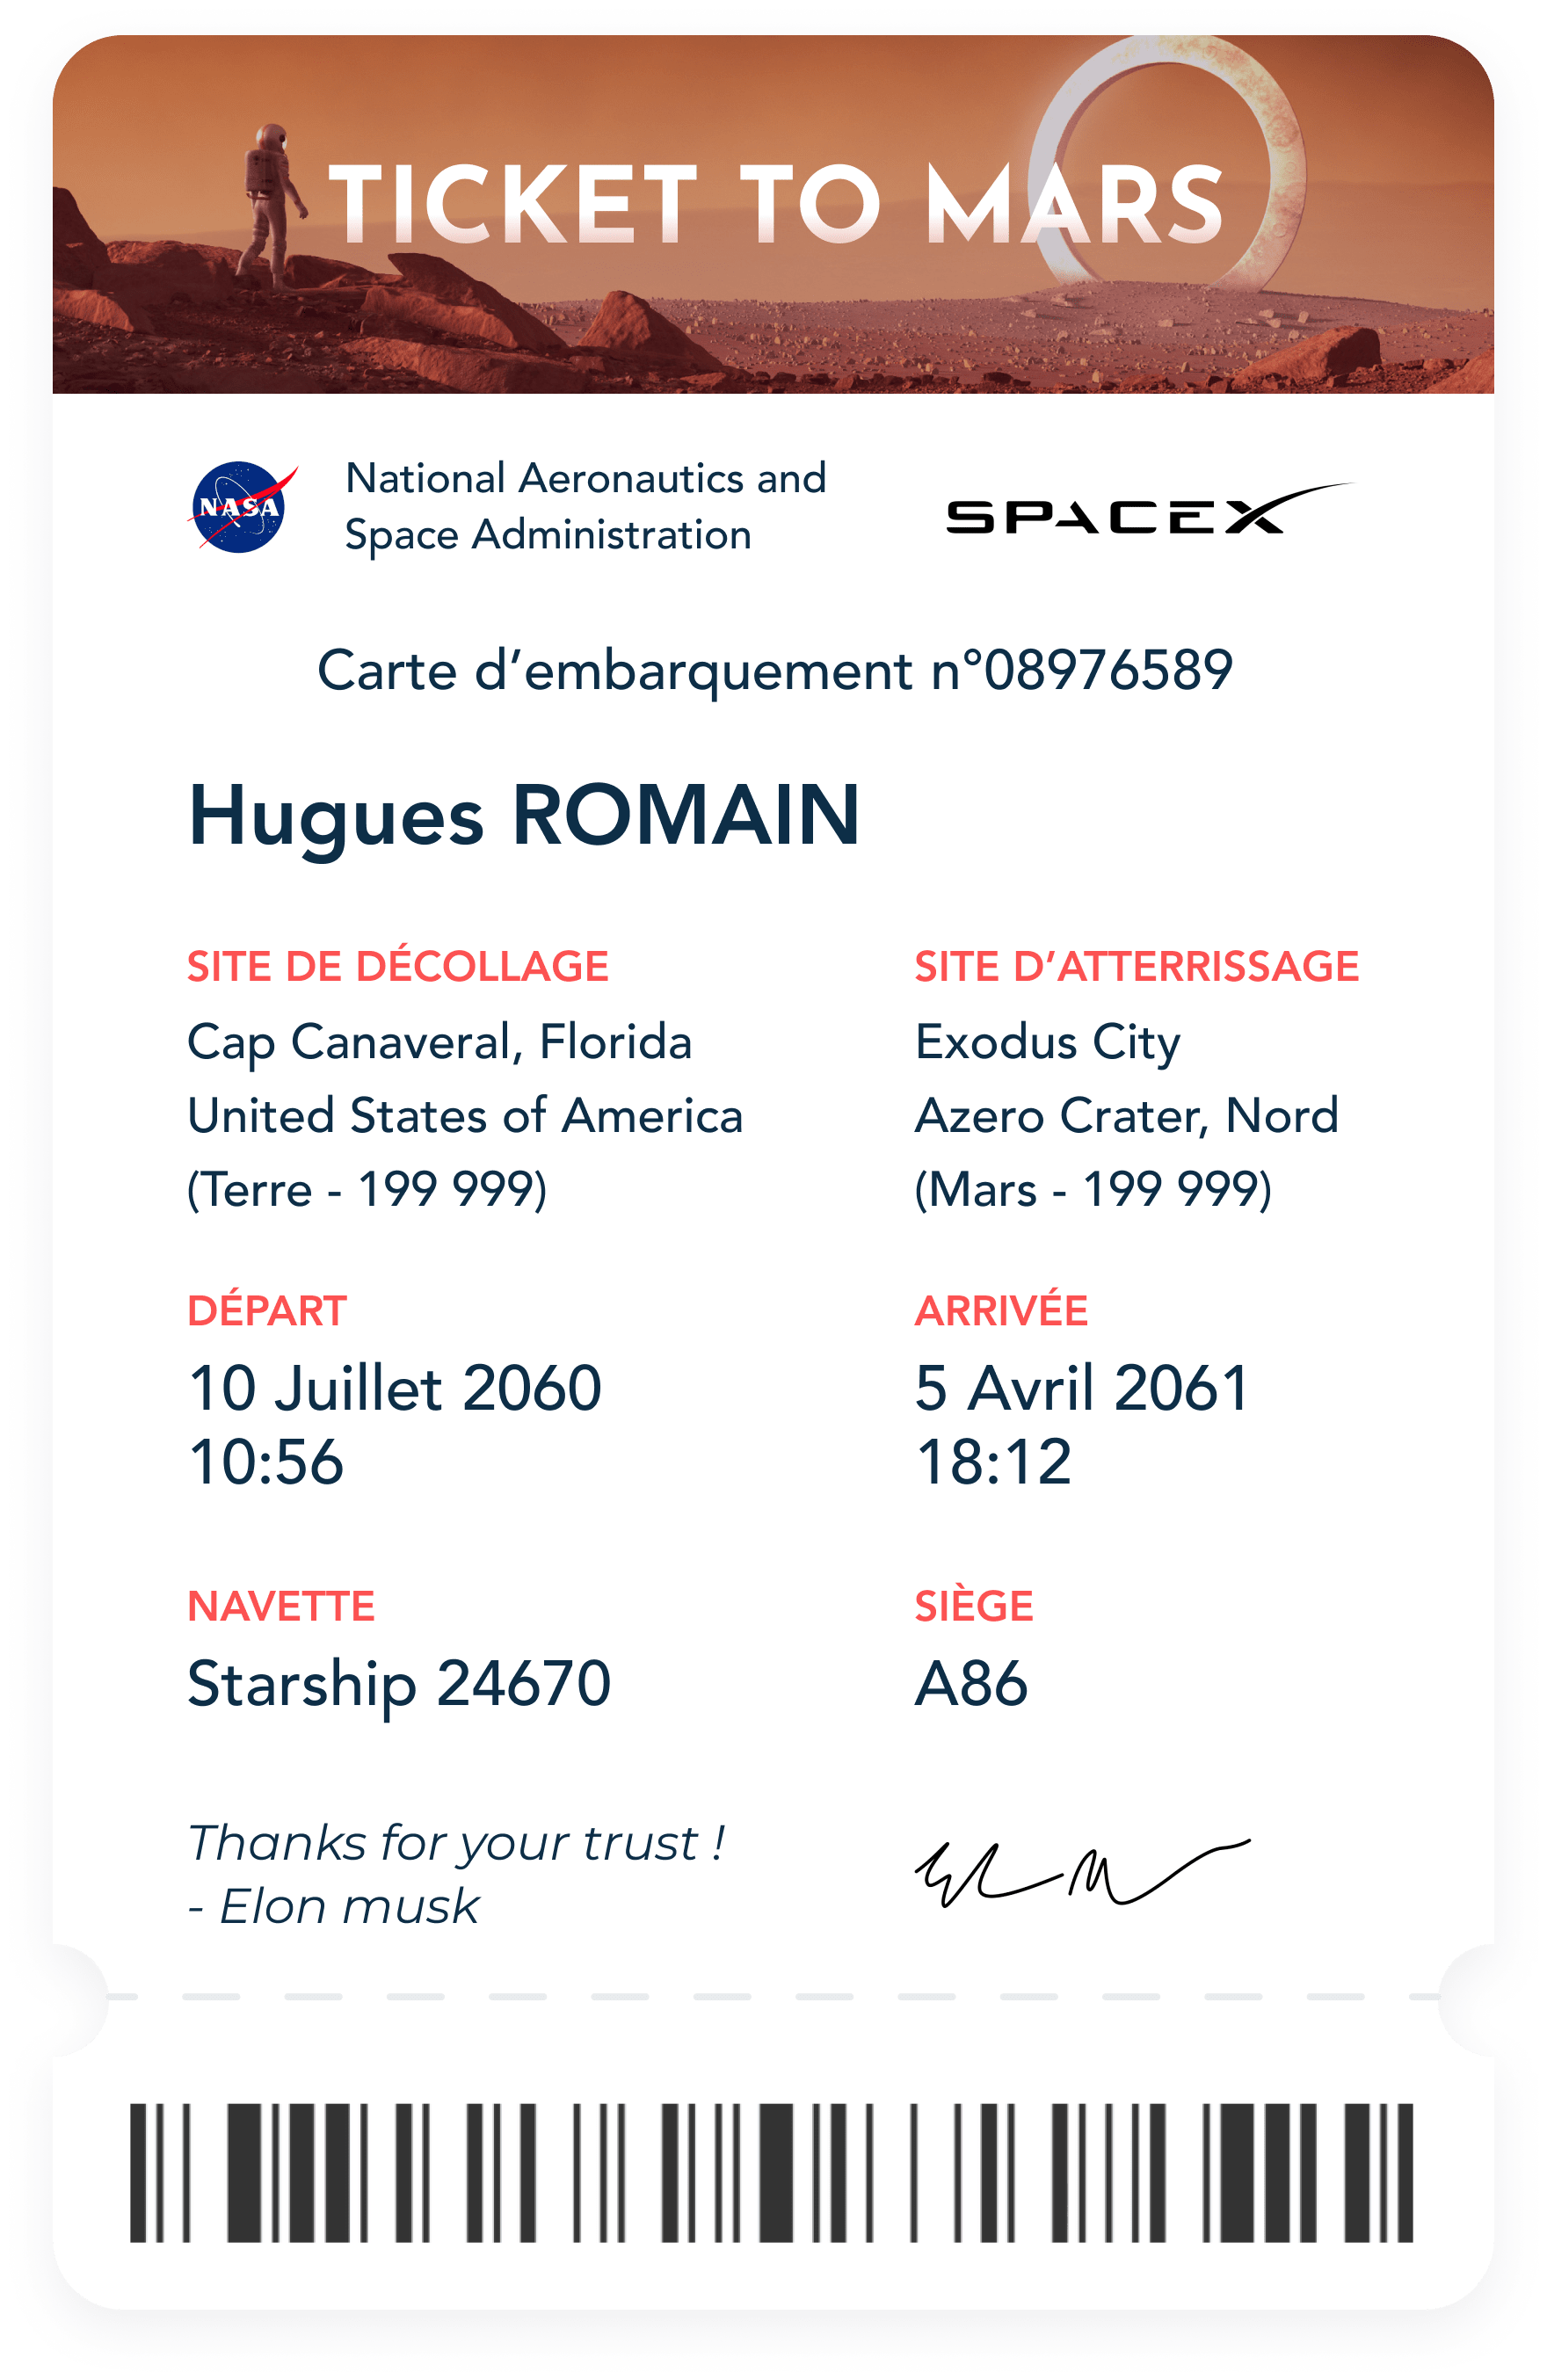 TICKET TO MARS
NASA
National Aeronautics and
Space Administration
SPACEX
Carte d’embarquement n°08976589
Hugues ROMAIN
SITE DE DÉCOLLAGE
Cap Canaveral, Florida
United States of America
(Terre - 199 999)
SITE D’ATTERRISSAGE
Exodus City
Azero Crater, Nord
(Mars - 199 999)
DÉPART
10 Juillet 2060
10:56
ARRIVÉE
5 Avril 2061
18:12
NAVETTE
Starship 24670
SIÈGE
A86
Thanks for your trust !
- Elon musk